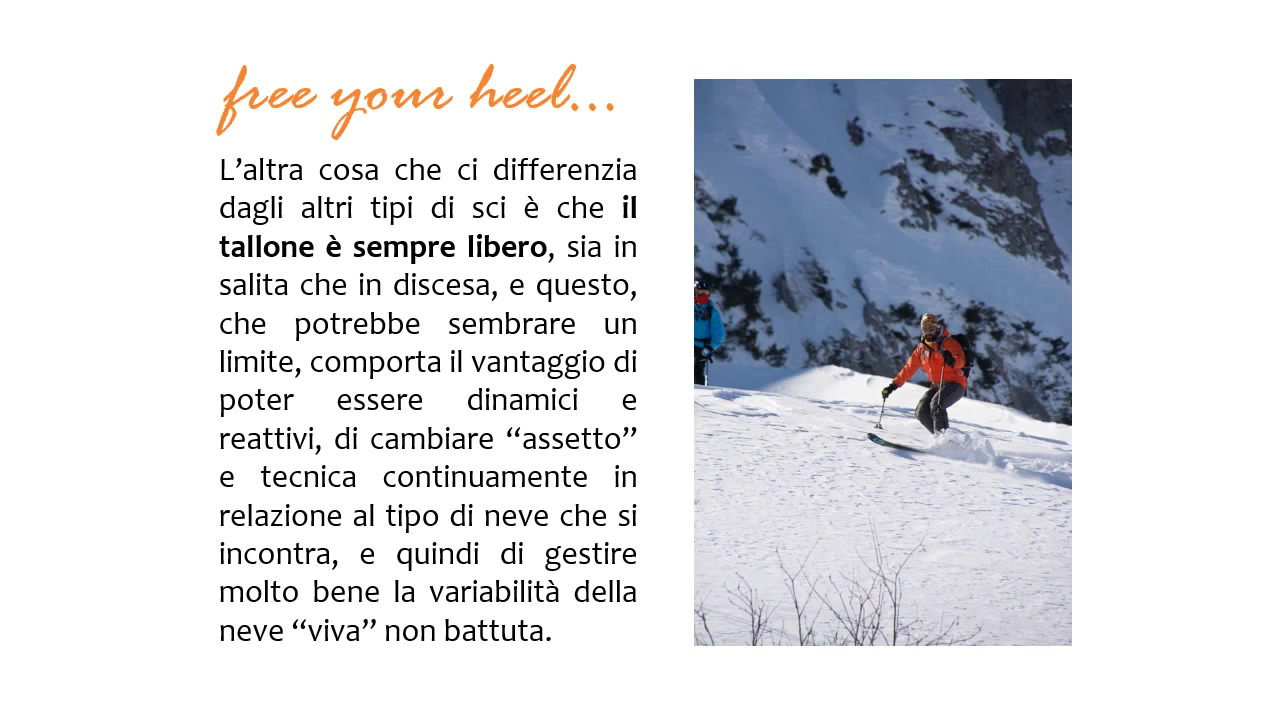 free your heel...
L’altra cosa che ci differenzia
dagli altri tipi di sci è che il
tallone è sempre libero, sia in
salita che in discesa, e questo,
che potrebbe sembrare un
limite, comporta il vantaggio di
poter essere dinamici e
reattivi, di cambiare “assetto”
e tecnica continuamente in
relazione al tipo di neve che si
incontra, e quindi di gestire
molto bene la variabilità della
neve “viva” non battuta.